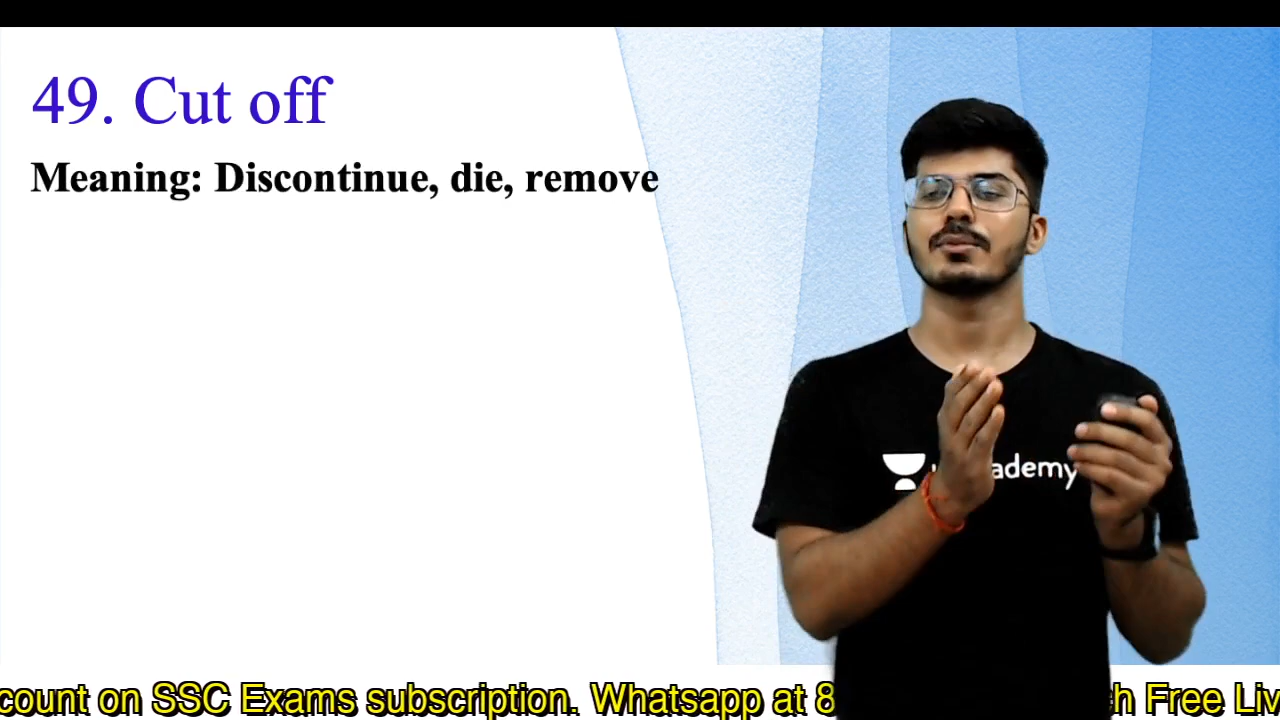 49. Cut off
Meaning: Discontinue, die, remove
ademy
count on SSC Exams subscription. Whatsapp at 8 h Free Liv